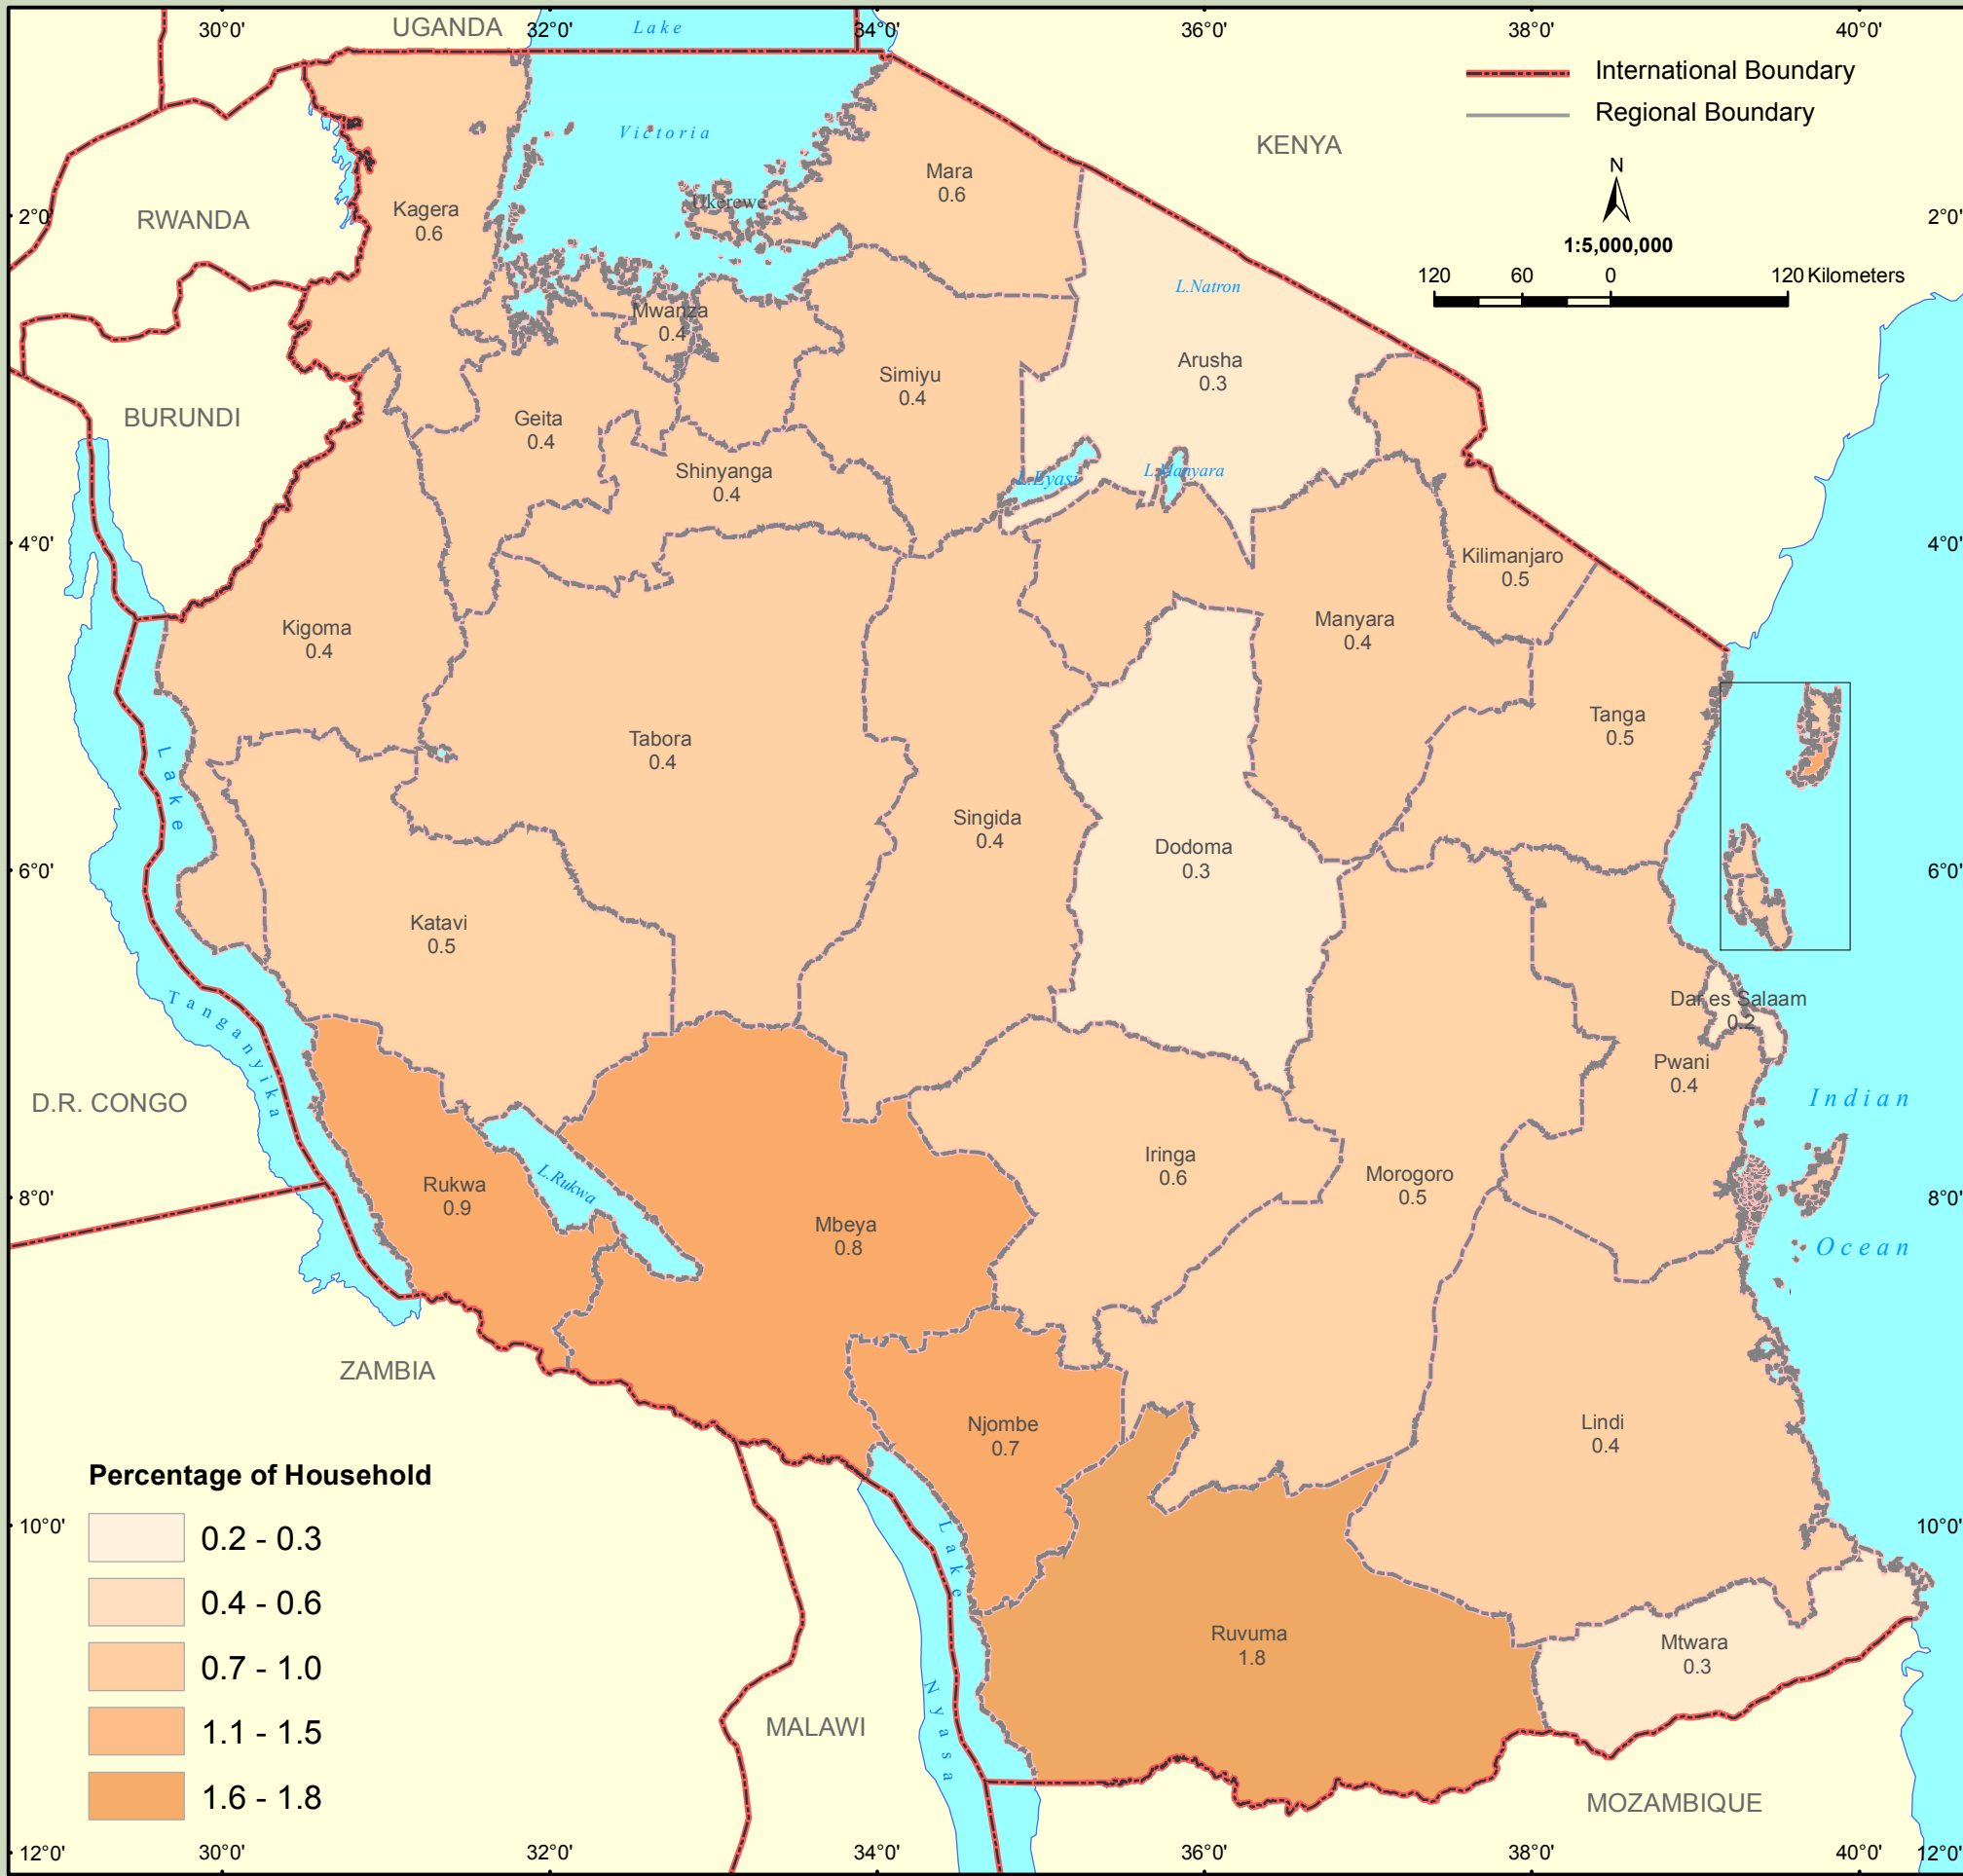 30°0'
UGANDA
32°0'
Lake
34°0'
36°0'
38°0'
40°0'
International Boundary
Regional Boundary
KENYA
Victoria
N
1:5,000,000
120 60 0 120 Kilometers
Mara
0.6
Ukerewe
Kagera
0.6
RWANDA
2°0'
2°0'
L.Natron
Mwanza
0.4
Arusha
0.3
Simiyu
0.4
BURUNDI
Geita
0.4
Shinyanga
0.4
L.Eyasi
L.Manyara
4°0'
4°0'
Kilimanjaro
0.5
Kigoma
0.4
Manyara
0.4
Tanga
0.5
Tabora
0.4
Lake
Singida
0.4
Dodoma
0.3
6°0'
6°0'
Katavi
0.5
Tanganyika
Dar es Salaam
0.2
Pwani
0.4
D.R. CONGO
Indian
Ocean
Iringa
0.6
Morogoro
0.5
Rukwa
0.9
L.Rukwa
8°0'
8°0'
Mbeya
0.8
ZAMBIA
Njombe
0.7
Lindi
0.4
Percentage of Household
0.2 - 0.3
0.4 - 0.6
0.7 - 1.0
1.1 - 1.5
1.6 - 1.8
10°0'
10°0'
Lake
Nyasa
Ruvuma
1.8
Mtwara
0.3
MALAWI
MOZAMBIQUE
12°0'
30°0'
32°0'
34°0'
36°0'
38°0'
40°0'
12°0'